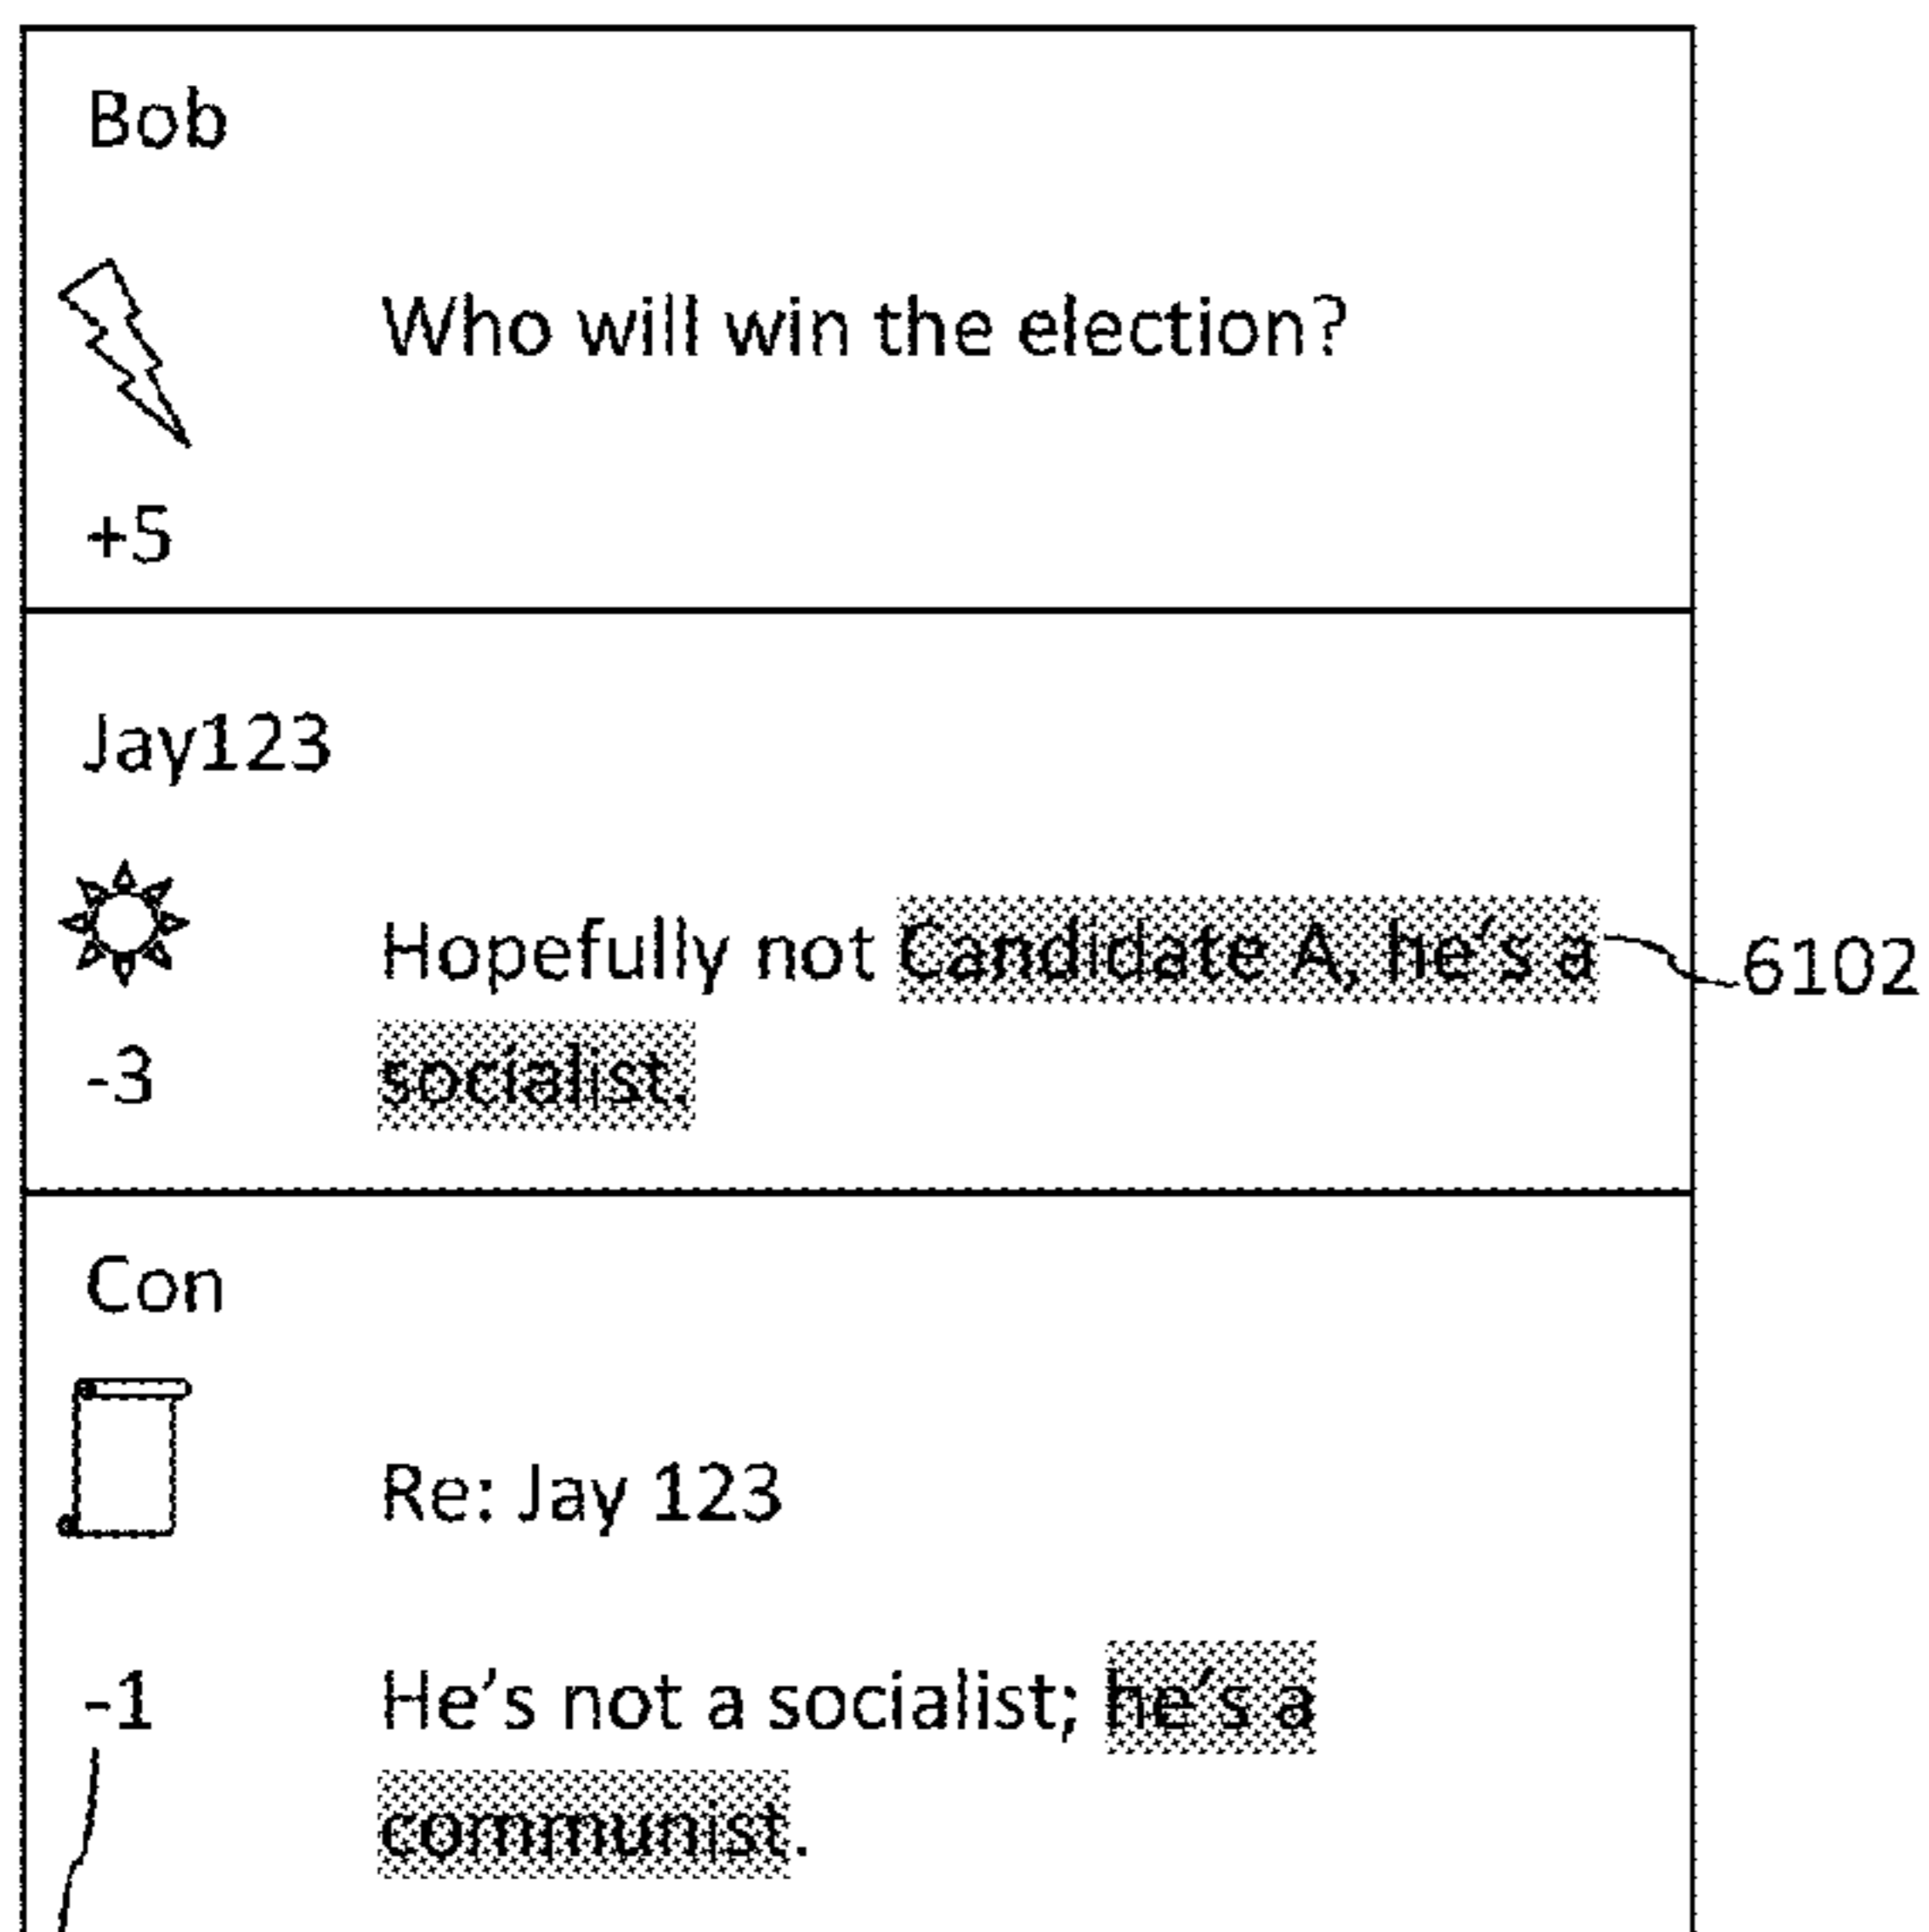 Bob
Who will win the election?
+5
Jay123
Hopefully not Candidate A, he's a
6102
-3
socialist.
Con
Re: Jay 123
-1
He's not a socialist; he's a
communist.